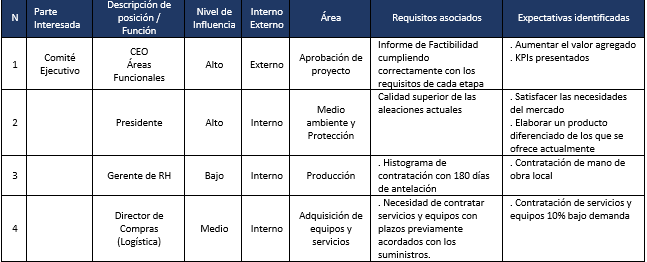 N
Parte
Interesada
Descripción de
posición /
Función
Nivel de
Influencia
Interno
Externo
Área
Requisitos asociados
Expectativas identificadas
1
Comité
Ejecutivo
CEO
Áreas
Funcionales
Alto
Externo
Aprobación de
proyecto
Informe de Factibilidad
cumpliendo
correctamente con los
requisitos de cada etapa
. Aumentar el valor agregado
. KPIs presentados
2
Presidente
Alto
Interno
Medio
ambiente y
Protección
Calidad superior de las
aleaciones actuales
. Satisfacer las necesidades
del mercado
. Elaborar un producto
diferenciado de los que se
ofrece actualmente
3
Gerente de RH
Bajo
Interno
Producción
. Histograma de
contratación con 180 días
de antelación
. Contratación de mano de
obra local
4
Director de
Compras
(Logística)
Medio
Interno
Adquisición de
equipos y
servicios
. Necesidad de contratar
servicios y equipos con
plazos previamente
acordados con los
suministros.
. Contratación de servicios y
equipos 10% bajo demanda